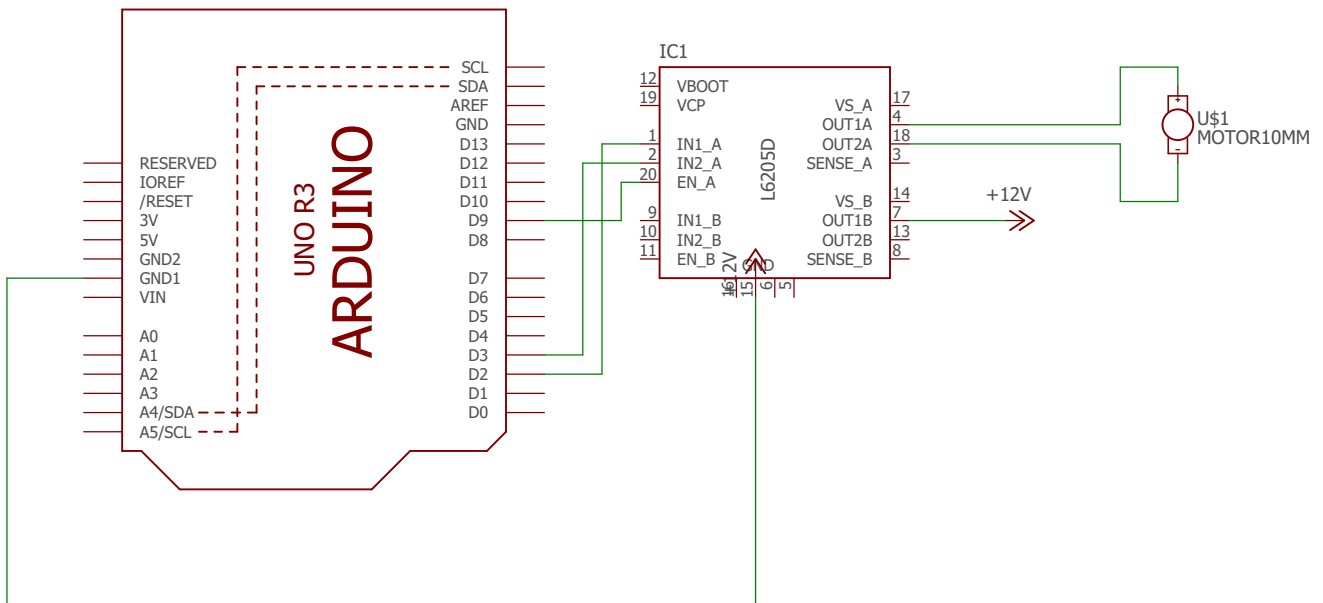 SCL
SDA
AREF
GND
D13
D12
D11
D10
D9
D8
D7
D6
D5
D4
D3
D2
D1
D0
RESERVED
IOREF
/RESET
3V
5V
GND2
GND1
VIN
A0
A1
A2
A3
A4/SDA
A5/SCL
UNO R3
ARDUINO
IC1
12 VBOOT
19 VCP
1 IN1_A
2 IN2_A
20 EN_A
9 IN1_B
10 IN2_B
11 EN_B
L6205D
VS_A 17
OUT1A 4
OUT2A 18
SENSE_A 3
VS_B 14
OUT1B 7
OUT2B 13
SENSE_B 8
GND
16
15
6
5
+12V
+12V
U$1
MOTOR10MM
+
-